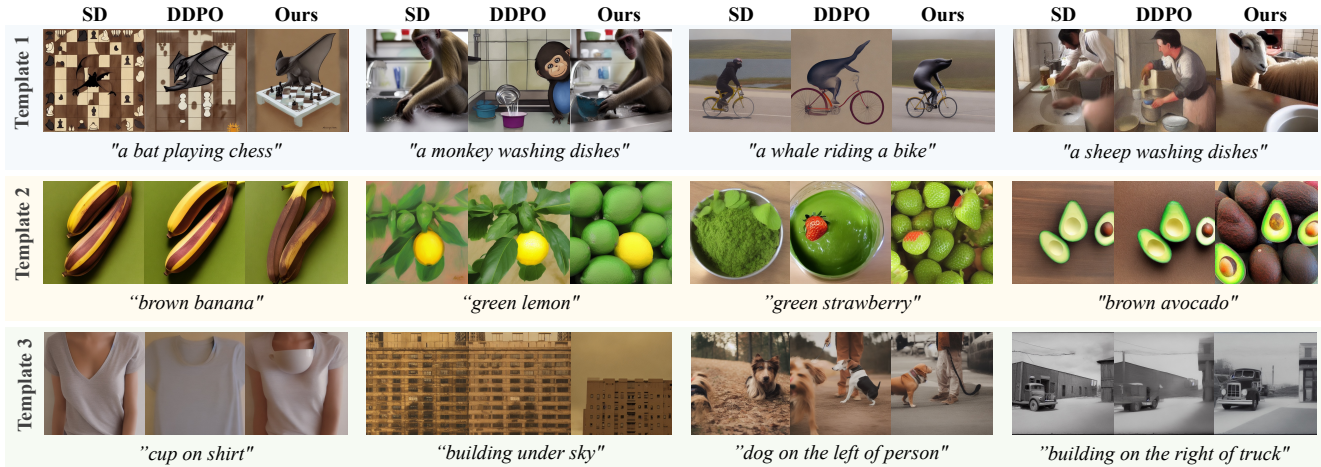 SD DDPO Ours SD DDPO Ours SD DDPO Ours SD DDPO Ours
Template 1
"a bat playing chess" "a monkey washing dishes" "a whale riding a bike" "a sheep washing dishes"
Template 2
“brown banana" “green lemon" ”green strawberry" "brown avocado"
Template 3
”cup on shirt" “building under sky" ”dog on the left of person" ”building on the right of truck"